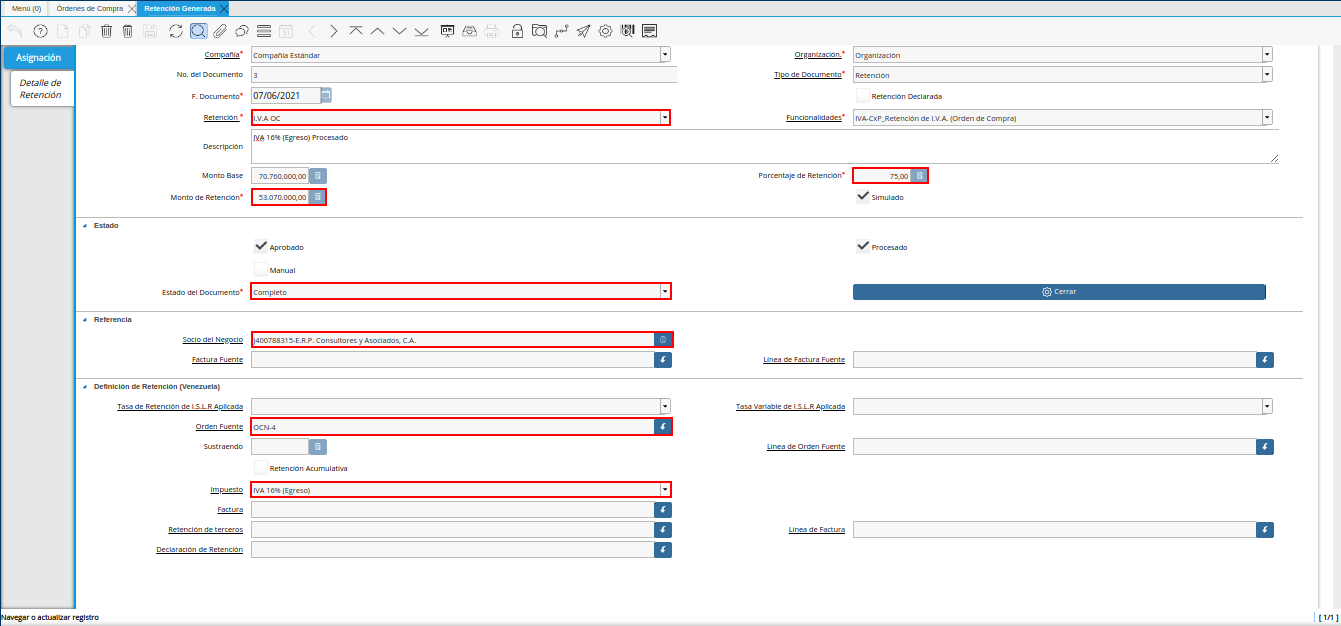 Menú (0) Órdenes de Compra Retención Generada
Asignación
Detalle de Retención
Compañía* Compañía Estándar Organización* Organización
No. del Documento 3 Tipo de Documento* Retención
F. Documento* 07/06/2021 Retención Declarada
Retención* I.V.A OC Funcionalidades* IVA-CxP_Retención de I.V.A. (Orden de Compra)
Descripción IVA 16% (Egreso) Procesado
Monto Base 70.760.000,00 Porcentaje de Retención* 75,00
Monto de Retención* 53.070.000,00 Simulado
Estado
Aprobado Procesado
Manual
Estado del Documento* Completo Cerrar
Referencia
Socio del Negocio J400788315-E.R.P. Consultores y Asociados, C.A.
Factura Fuente Línea de Factura Fuente
Definición de Retención (Venezuela)
Tasa de Retención de I.S.L.R Aplicada Tasa Variable de I.S.L.R Aplicada
Orden Fuente OCN-4
Sustraendo Línea de Orden Fuente
Retención Acumulativa
Impuesto IVA 16% (Egreso)
Factura
Retención de terceros Línea de Factura
Declaración de Retención
Navegar o actualizar registro [ 1/1 ]